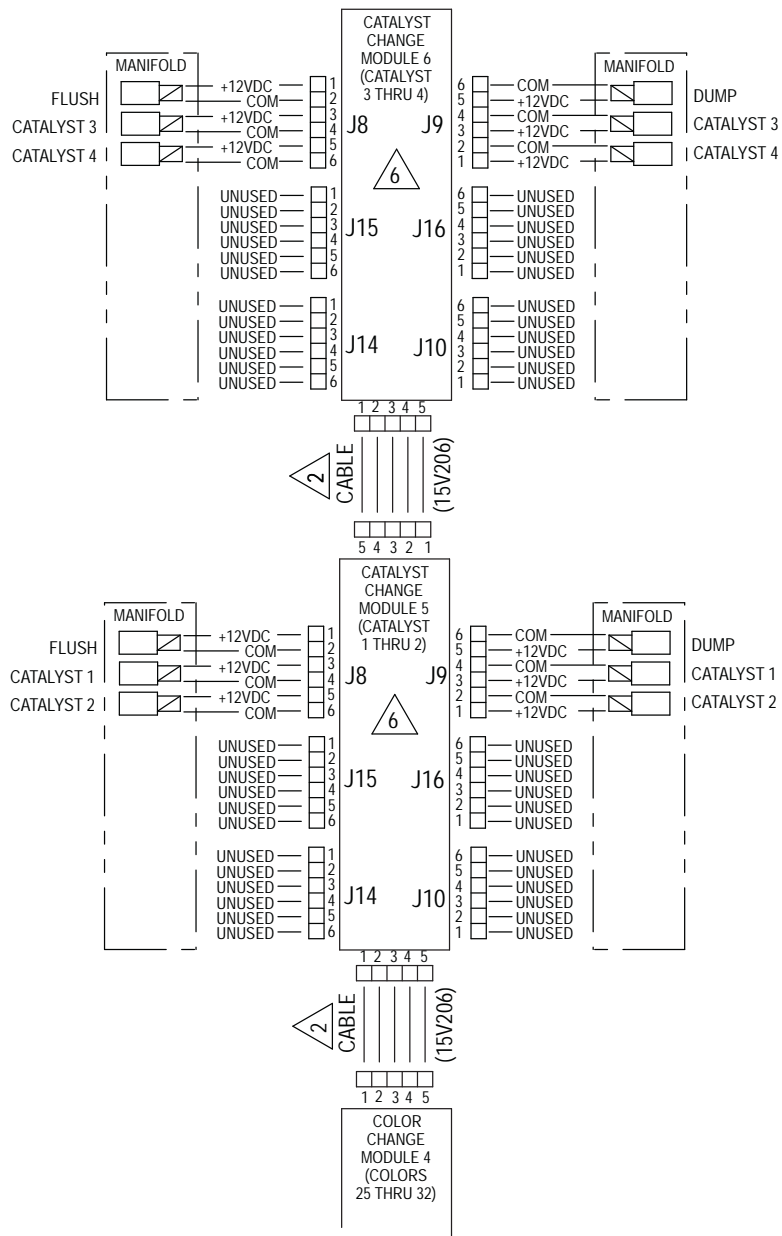 CATALYST
CHANGE
MODULE 6
(CATALYST
3 THRU 4)
MANIFOLD
FLUSH
CATALYST 3
CATALYST 4
+12VDC
COM
+12VDC
COM
+12VDC
COM
1
2
3
4
5
6
J8
J9
6
6
5
4
3
2
1
COM
+12VDC
COM
+12VDC
COM
+12VDC
MANIFOLD
DUMP
CATALYST 3
CATALYST 4
UNUSED 1
UNUSED 2
UNUSED 3
UNUSED 4
UNUSED 5
UNUSED 6
J15
J16
6 UNUSED
5 UNUSED
4 UNUSED
3 UNUSED
2 UNUSED
1 UNUSED
UNUSED 1
UNUSED 2
UNUSED 3
UNUSED 4
UNUSED 5
UNUSED 6
J14
J10
6 UNUSED
5 UNUSED
4 UNUSED
3 UNUSED
2 UNUSED
1 UNUSED
1 2 3 4 5
2
CABLE
(15V206)
5 4 3 2 1
CATALYST
CHANGE
MODULE 5
(CATALYST
1 THRU 2)
MANIFOLD
FLUSH
CATALYST 1
CATALYST 2
+12VDC
COM
+12VDC
COM
+12VDC
COM
1
2
3
4
5
6
J8
J9
6
6
5
4
3
2
1
COM
+12VDC
COM
+12VDC
COM
+12VDC
MANIFOLD
DUMP
CATALYST 1
CATALYST 2
UNUSED 1
UNUSED 2
UNUSED 3
UNUSED 4
UNUSED 5
UNUSED 6
J15
J16
6 UNUSED
5 UNUSED
4 UNUSED
3 UNUSED
2 UNUSED
1 UNUSED
UNUSED 1
UNUSED 2
UNUSED 3
UNUSED 4
UNUSED 5
UNUSED 6
J14
J10
6 UNUSED
5 UNUSED
4 UNUSED
3 UNUSED
2 UNUSED
1 UNUSED
1 2 3 4 5
2
CABLE
(15V206)
1 2 3 4 5
COLOR
CHANGE
MODULE 4
(COLORS
25 THRU 32)